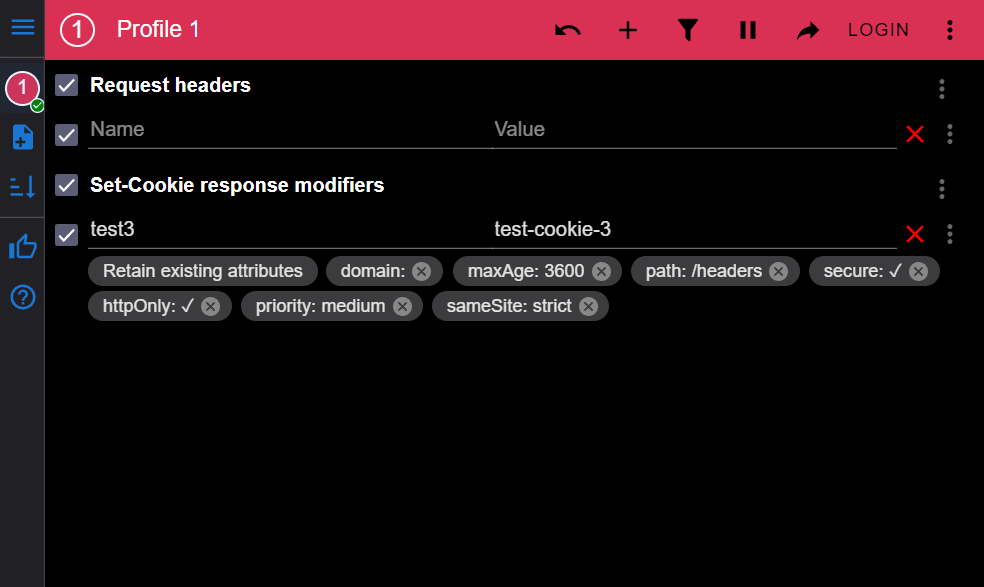 1 Profile 1 LOGIN
1
Request headers
Name Value
Set-Cookie response modifiers
test3 test-cookie-3
Retain existing attributes domain: maxAge: 3600 path: /headers secure: ✓
httpOnly: ✓ priority: medium sameSite: strict